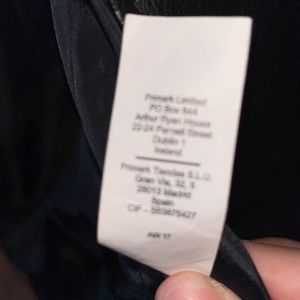 Primark Limited
PO Box 644
Arthur Ryan House
22-24 Parnell Street
Dublin 1
Ireland
Primark Tiendas S.L.U.
Gran Via, 32, 5
28013 Madrid
Spain
CIF -
AW 17